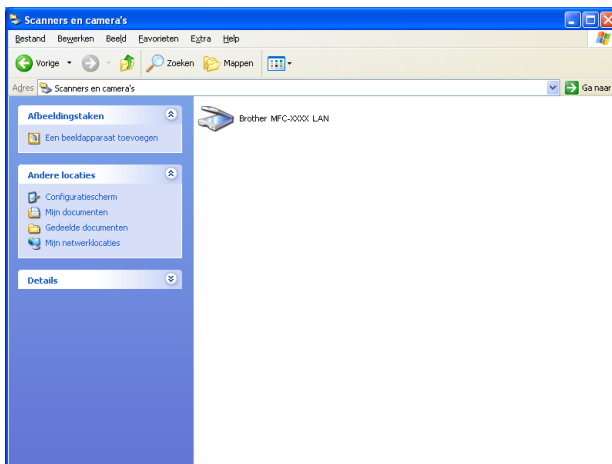 Scanners en camera's
Bestand Bewerken Beeld Favorieten Extra Help
Vorige Zoeken Mappen
Adres Scanners en camera's Ga naar
Afbeeldingstaken
Een beeldapparaat toevoegen
Brother MFC-XXXX LAN
Andere locaties
Configuratiescherm
Mijn documenten
Gedeelde documenten
Mijn netwerklocaties
Details